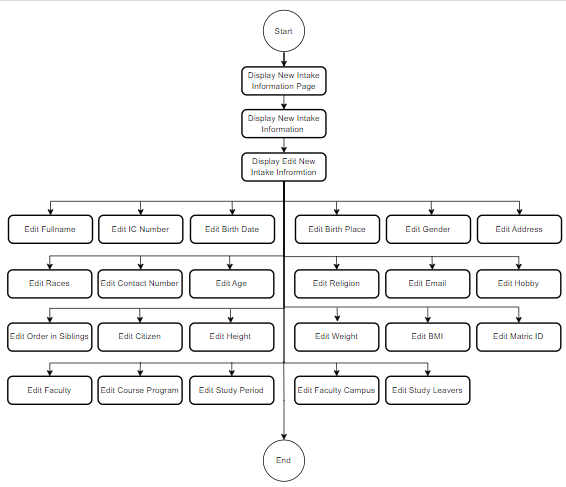 Start
Display New Intake
Information Page
Display New Intake
Information
Display Edit New
Intake Infrormtion
Edit Fullname
Edit IC Number
Edit Birth Date
Edit Birth Place
Edit Gender
Edit Address
Edit Races
Edit Contact Number
Edit Age
Edit Religion
Edit Email
Edit Hobby
Edit Order in Siblings
Edit Citizen
Edit Height
Edit Weight
Edit BMI
Edit Matric ID
Edit Faculty
Edit Course Program
Edit Study Period
Edit Faculty Campus
Edit Study Leavers
End